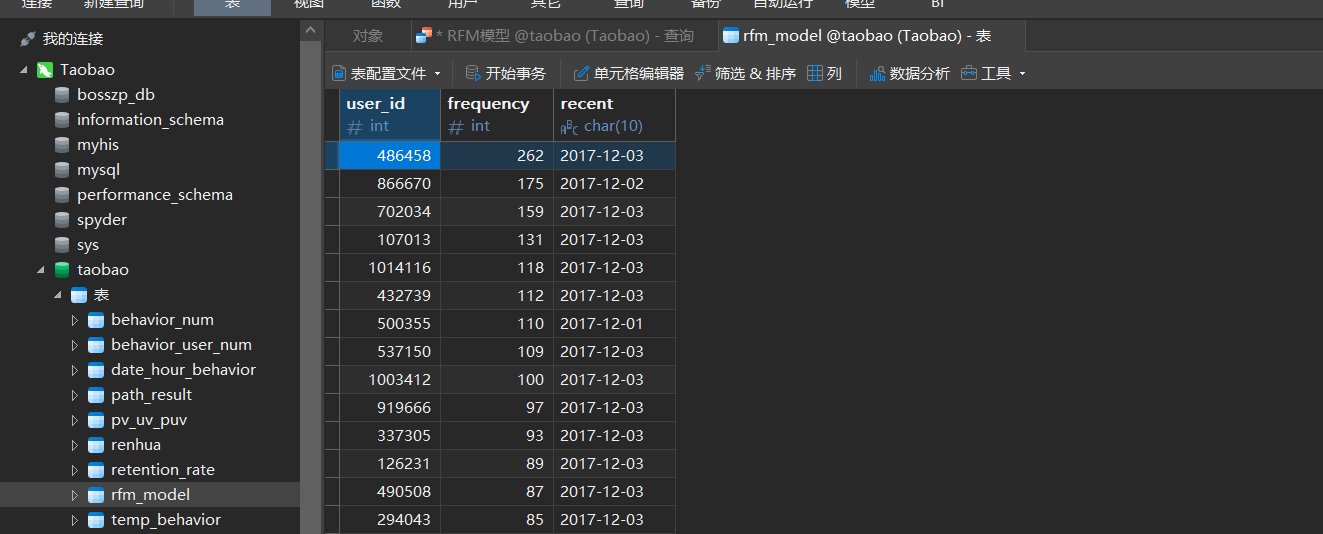 连接 新建查询 表 视图 函数 用户 其它 查询 备份 自动运行 模型 BI
我的连接
对象 * RFM模型 @taobao (Taobao) - 查询 rfm_model @taobao (Taobao) - 表
Taobao
表配置文件 开始事务 单元格编辑器 筛选 & 排序 列 数据分析 工具
bosszp_db
information_schema
myhis
mysql
performance_schema
spyder
sys
taobao
表
behavior_num
behavior_user_num
date_hour_behavior
path_result
pv_uv_puv
renhua
retention_rate
rfm_model
temp_behavior
user_id frequency recent
# int # int ABC char(10)
486458 262 2017-12-03
866670 175 2017-12-02
702034 159 2017-12-03
107013 131 2017-12-03
1014116 118 2017-12-03
432739 112 2017-12-03
500355 110 2017-12-01
537150 109 2017-12-03
1003412 100 2017-12-03
919666 97 2017-12-03
337305 93 2017-12-03
126231 89 2017-12-03
490508 87 2017-12-03
294043 85 2017-12-03